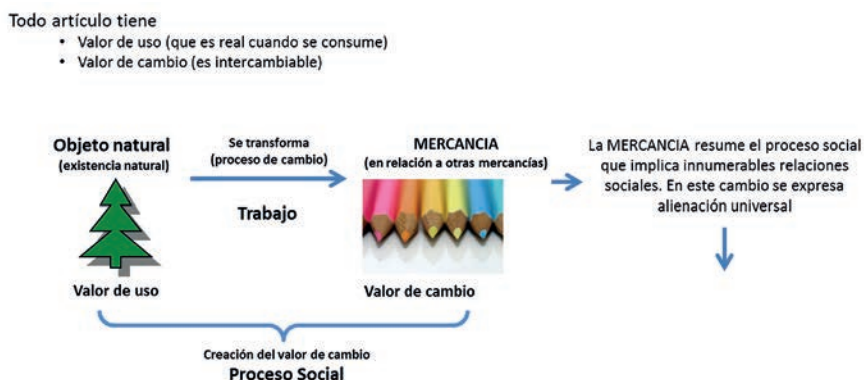 Todo artículo tiene
• Valor de uso (que es real cuando se consume)
• Valor de cambio (es intercambiable)
Objeto natural
(existencia natural)
Se transforma
(proceso de cambio)
Trabajo
MERCANCIA
(en relación a otras mercancías)
La MERCANCIA resume el proceso social
que implica innumerables relaciones
sociales. En este cambio se expresa
alienación universal
Valor de uso
Valor de cambio
Creación del valor de cambio
Proceso Social